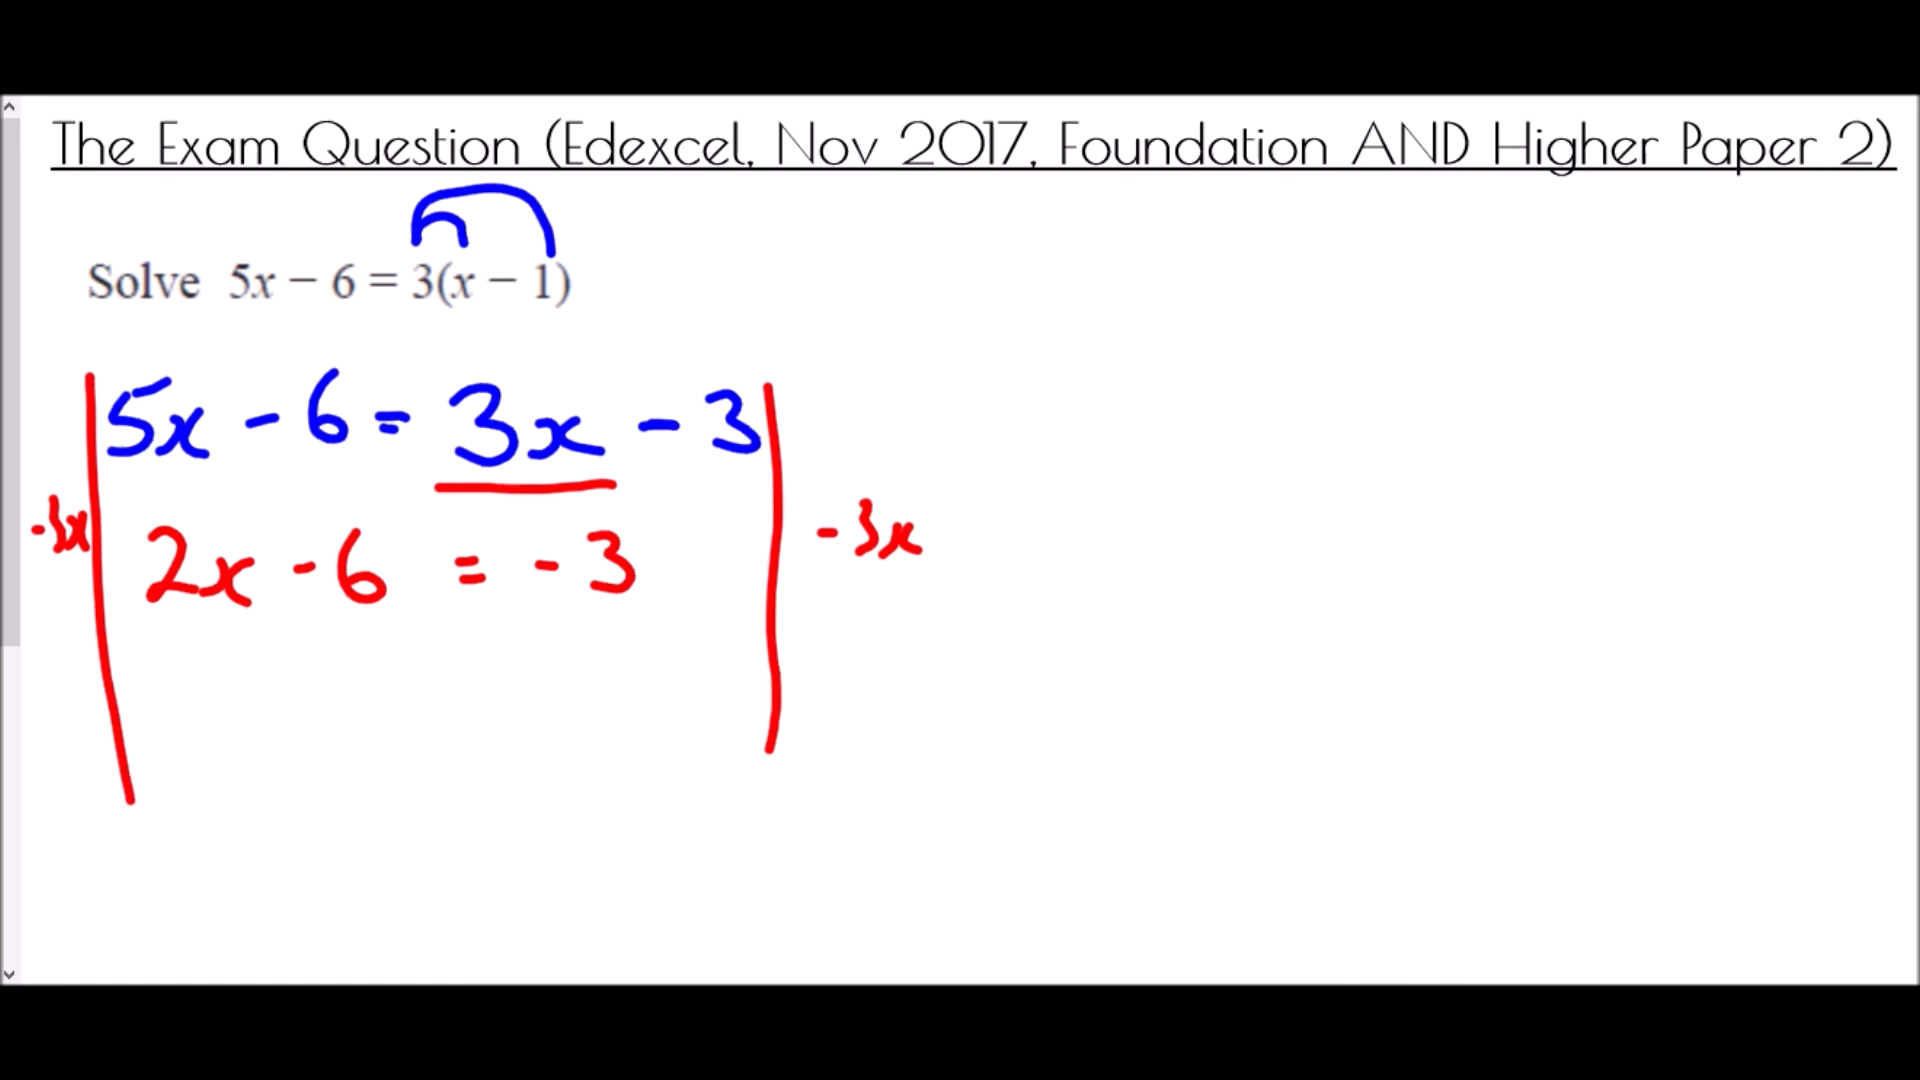 The Exam Question (Edexcel, Nov 2017, Foundation AND Higher Paper 2)
Solve 5x − 6 = 3(x − 1)
5x - 6 = 3x - 3
-3x 2x - 6 = - 3 - 3x